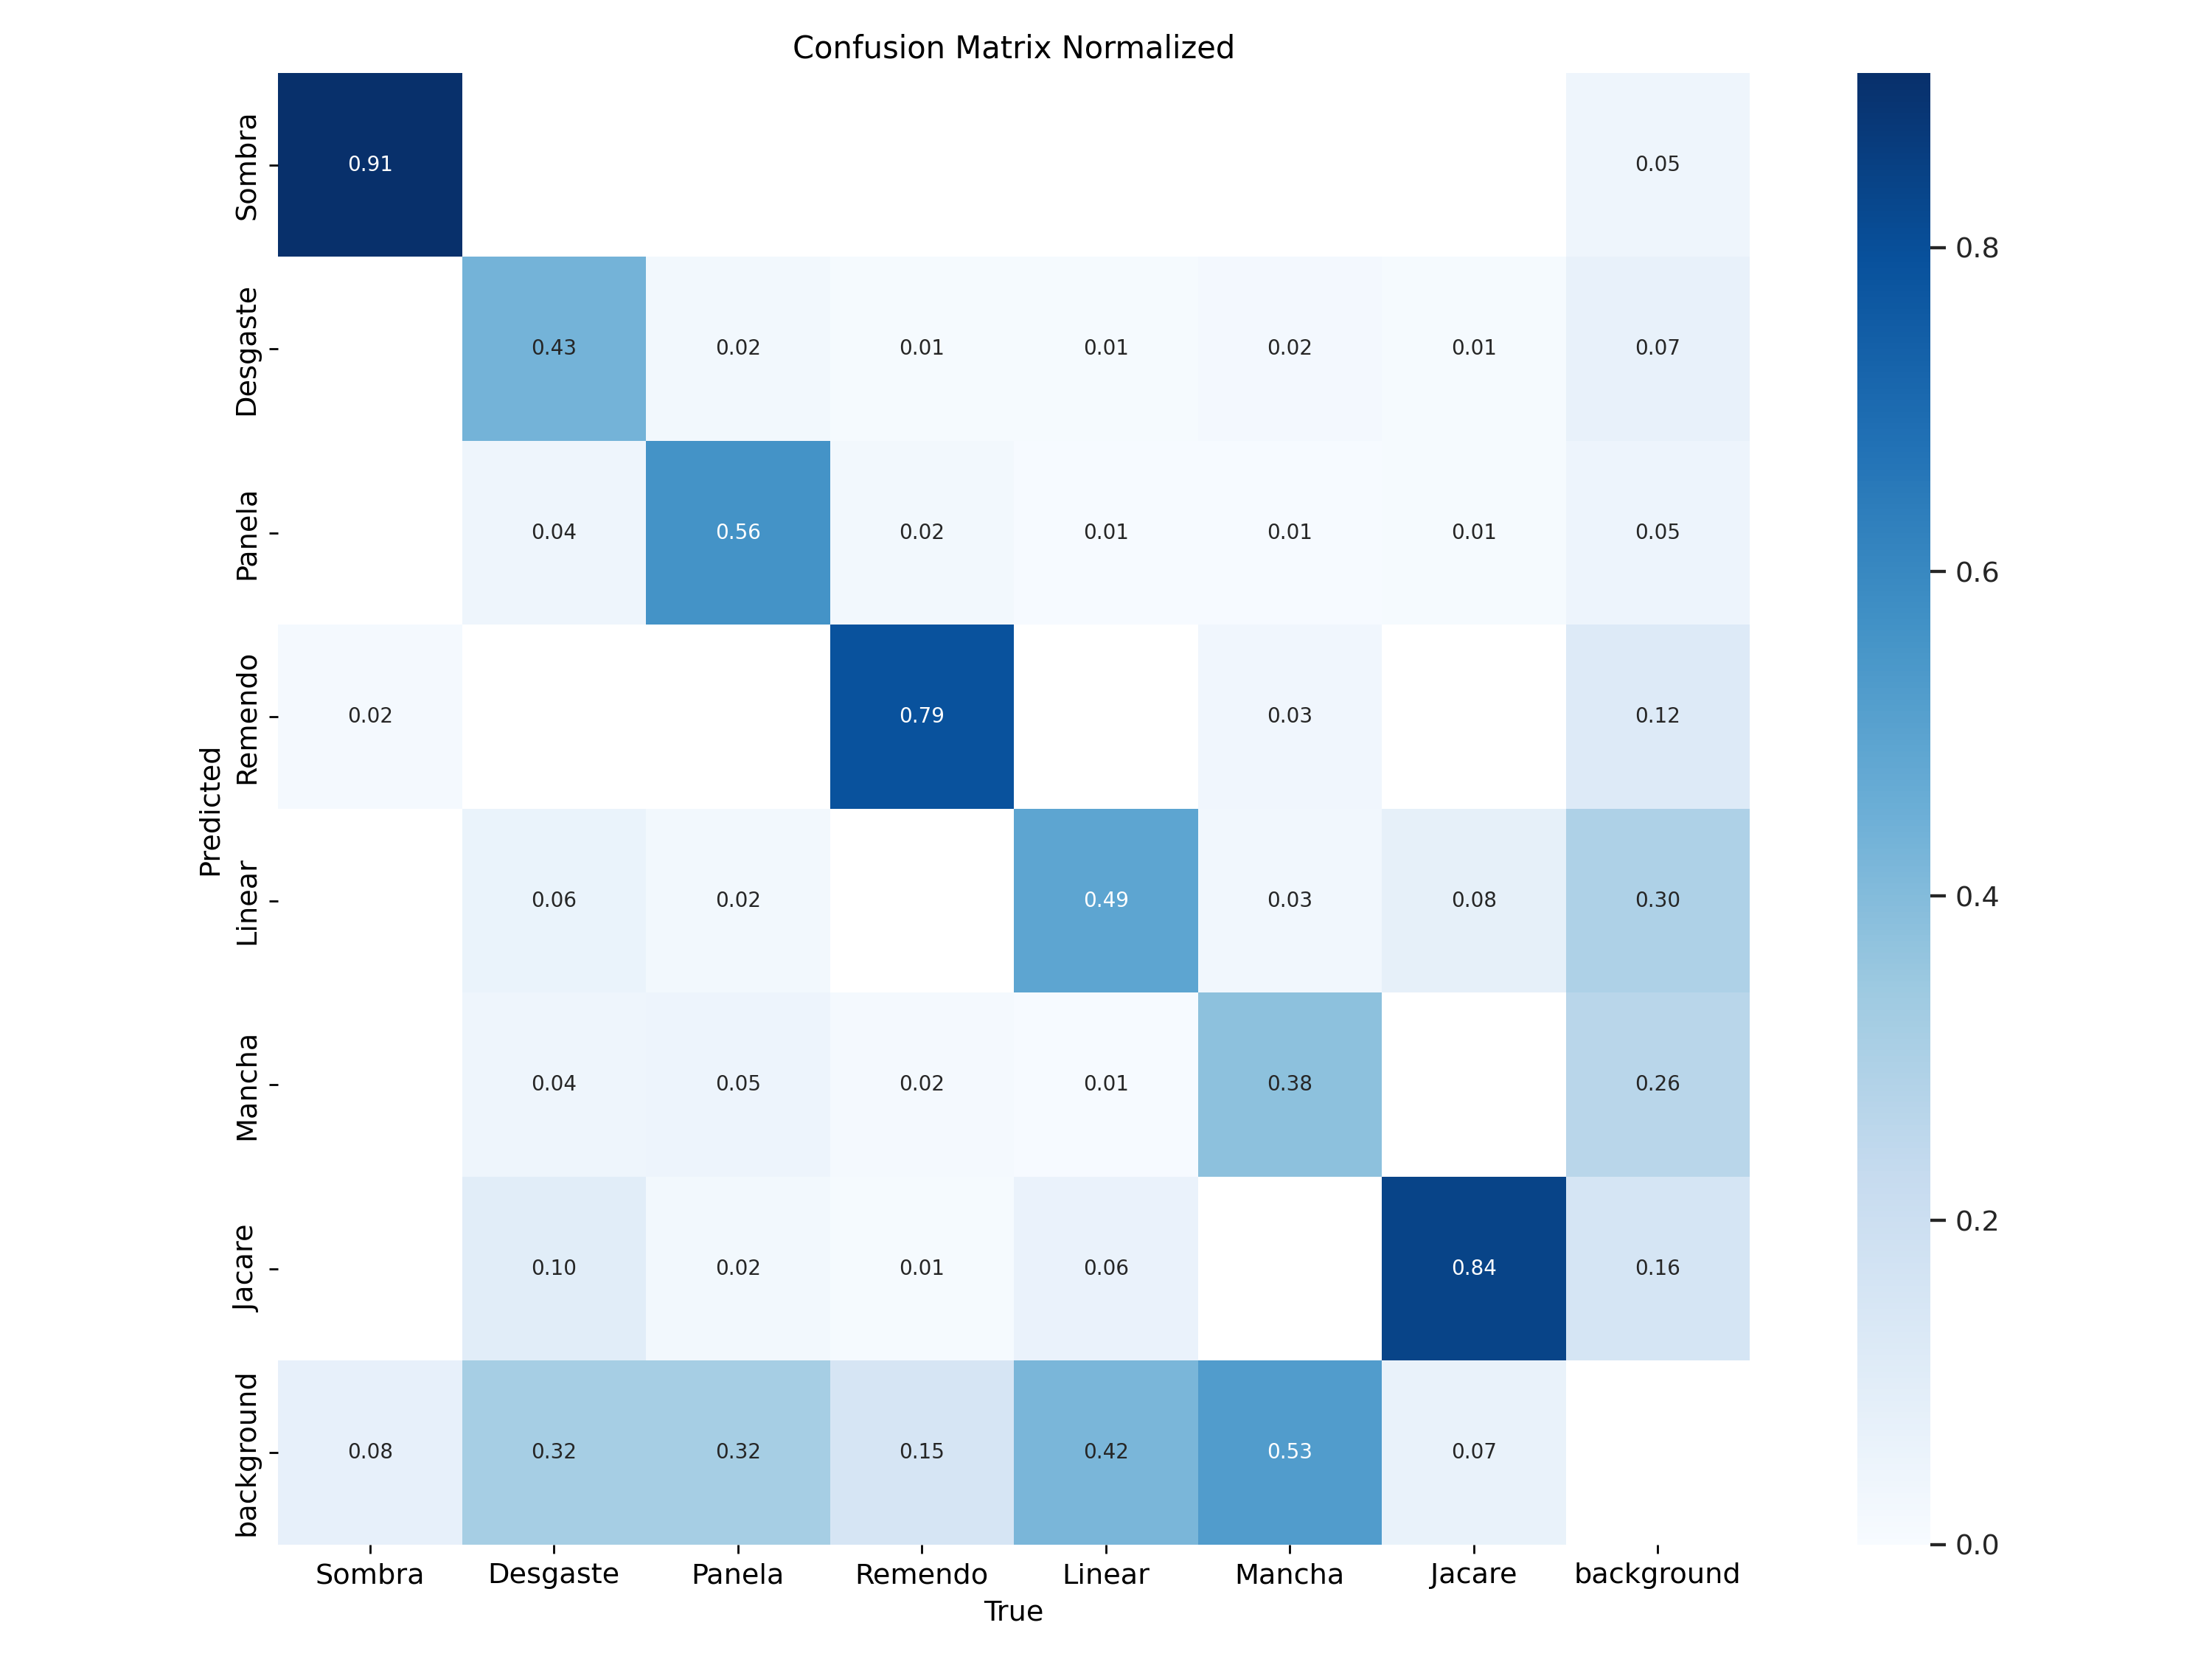 Confusion Matrix Normalized
Predicted
Sombra 0.91 0.05
Desgaste 0.43 0.02 0.01 0.01 0.02 0.01 0.07
Panela 0.04 0.56 0.02 0.01 0.01 0.01 0.05
Remendo 0.02 0.79 0.03 0.12
Linear 0.06 0.02 0.49 0.03 0.08 0.30
Mancha 0.04 0.05 0.02 0.01 0.38 0.26
Jacare 0.10 0.02 0.01 0.06 0.84 0.16
background 0.08 0.32 0.32 0.15 0.42 0.53 0.07
Sombra Desgaste Panela Remendo Linear Mancha Jacare background
True
0.8
0.6
0.4
0.2
0.0